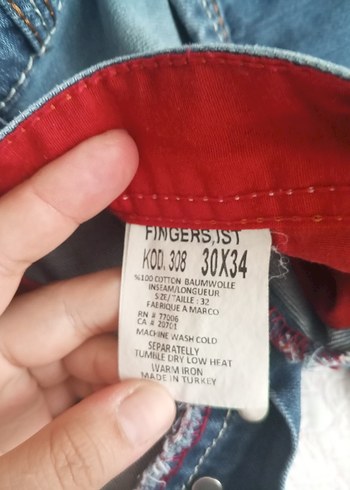 FINGERS,IST
KOD. 308 30X34
%100 COTTON BAUMWOLLE
INSEAM/LONGUEUR
SIZE/TAILLE : 32
FABRIQUE A MARCO
RN # 77006
CA # 20701
MACHINE WASH COLD
SEPARATELLY
TUMBLE DRY LOW HEAT
WARM IRON
MADE IN TURKEY